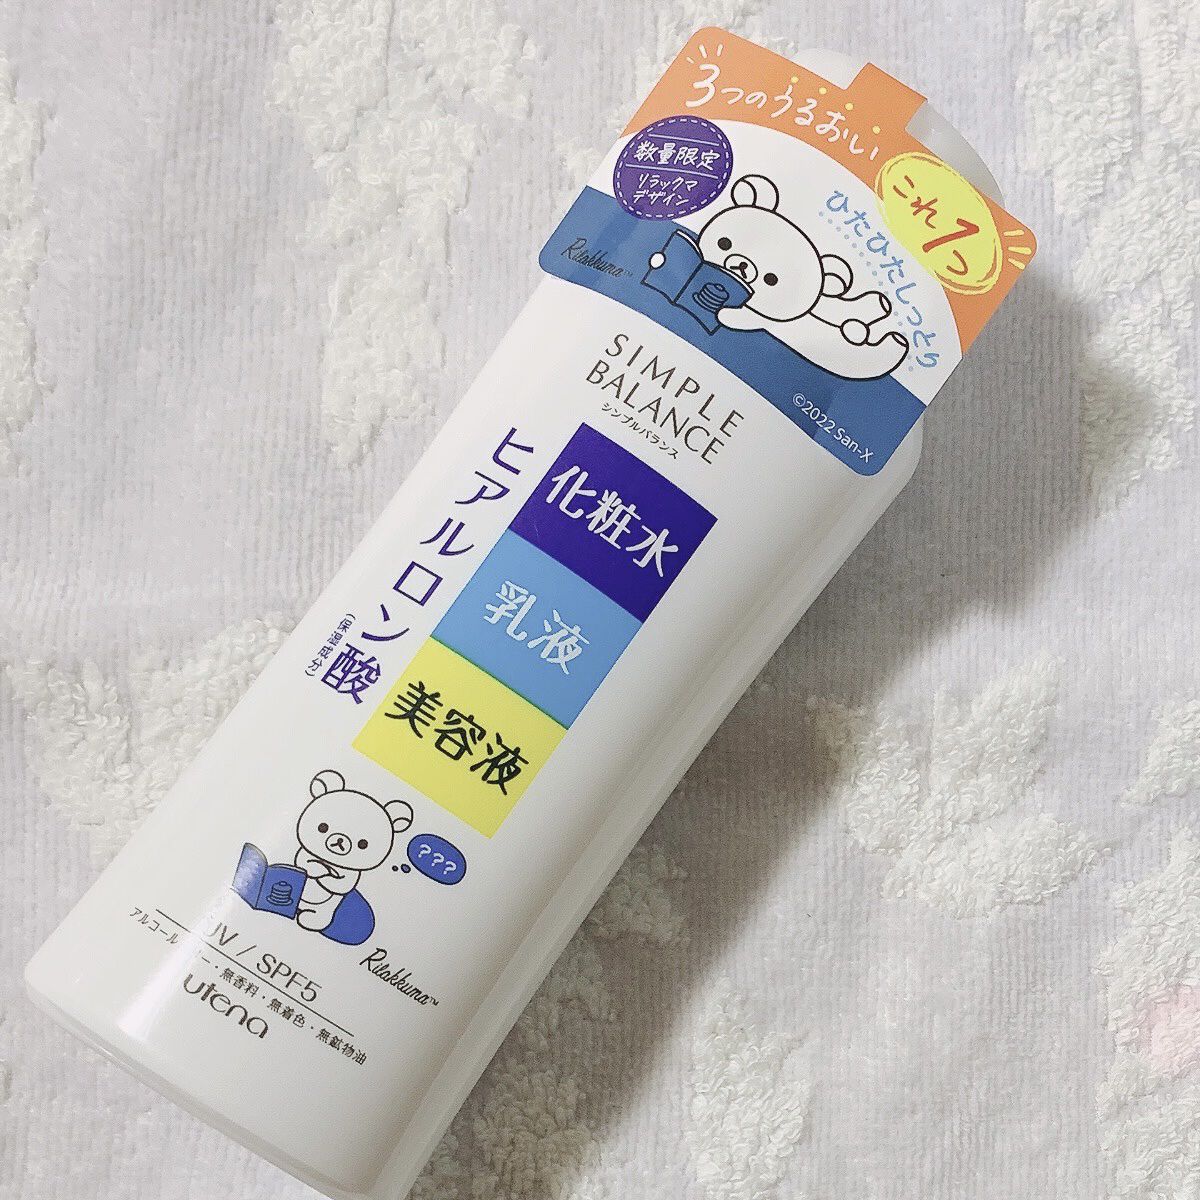 3つのうるおい
これ1つ
数量限定
リラックマ
デザイン
ひたひたしっとり
Rilakkuma™
©2022 San-X
SIMPLE
BALANCE
シンプルバランス
ヒアルロン酸
(保湿成分)
化粧水
乳液
美容液
???
Rilakkuma™
UV / SPF5
・無香料・無着色・無鉱物油
utena